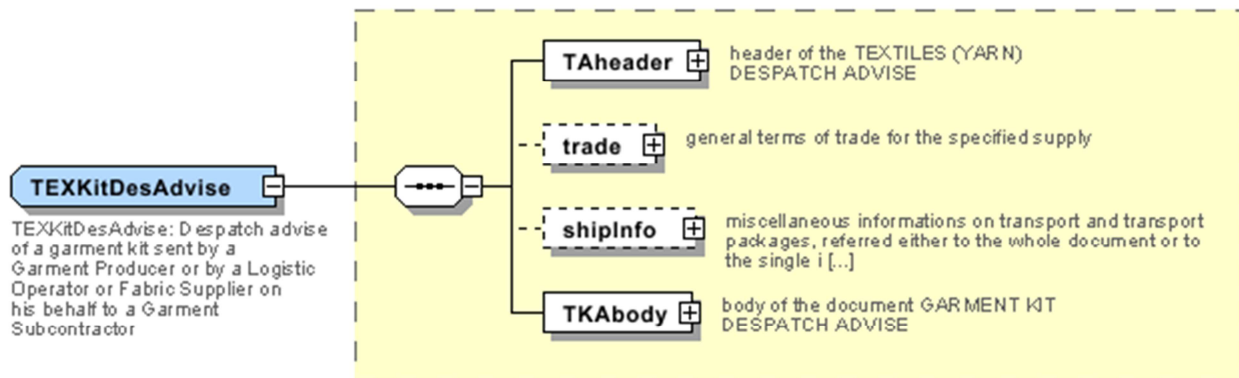 TAheader
header of the TEXTILES (YARN)
DESPATCH ADVISE
trade
general terms of trade for the specified supply
TEXKitDesAdvise
TEXKitDesAdvise: Despatch advise
of a garment kit sent by a
Garment Producer or by a Logistic
Operator or Fabric Supplier on
his behalf to a Garment
Subcontractor
shipInfo
miscellaneous informations on transport and transport
packages, referred either to the whole document or to
the single i [...]
TKAbody
body of the document GARMENT KIT
DESPATCH ADVISE